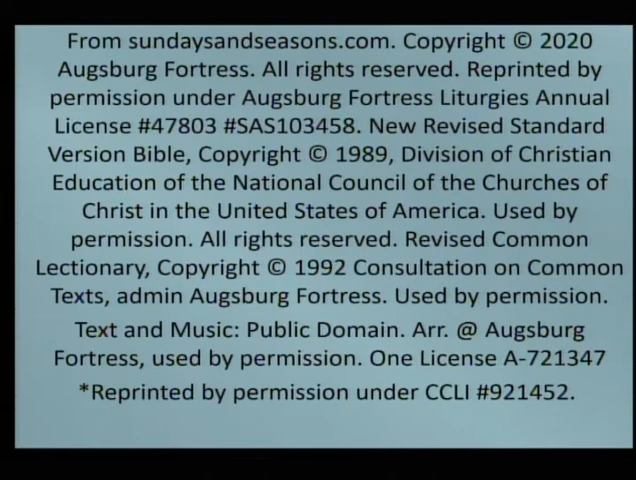 From sundaysandseasons.com. Copyright © 2020
Augsburg Fortress. All rights reserved. Reprinted by
permission under Augsburg Fortress Liturgies Annual
License #47803 #SAS103458. New Revised Standard
Version Bible, Copyright © 1989, Division of Christian
Education of the National Council of the Churches of
Christ in the United States of America. Used by
permission. All rights reserved. Revised Common
Lectionary, Copyright © 1992 Consultation on Common
Texts, admin Augsburg Fortress. Used by permission.
Text and Music: Public Domain. Arr. @ Augsburg
Fortress, used by permission. One License A-721347
*Reprinted by permission under CCLI #921452.